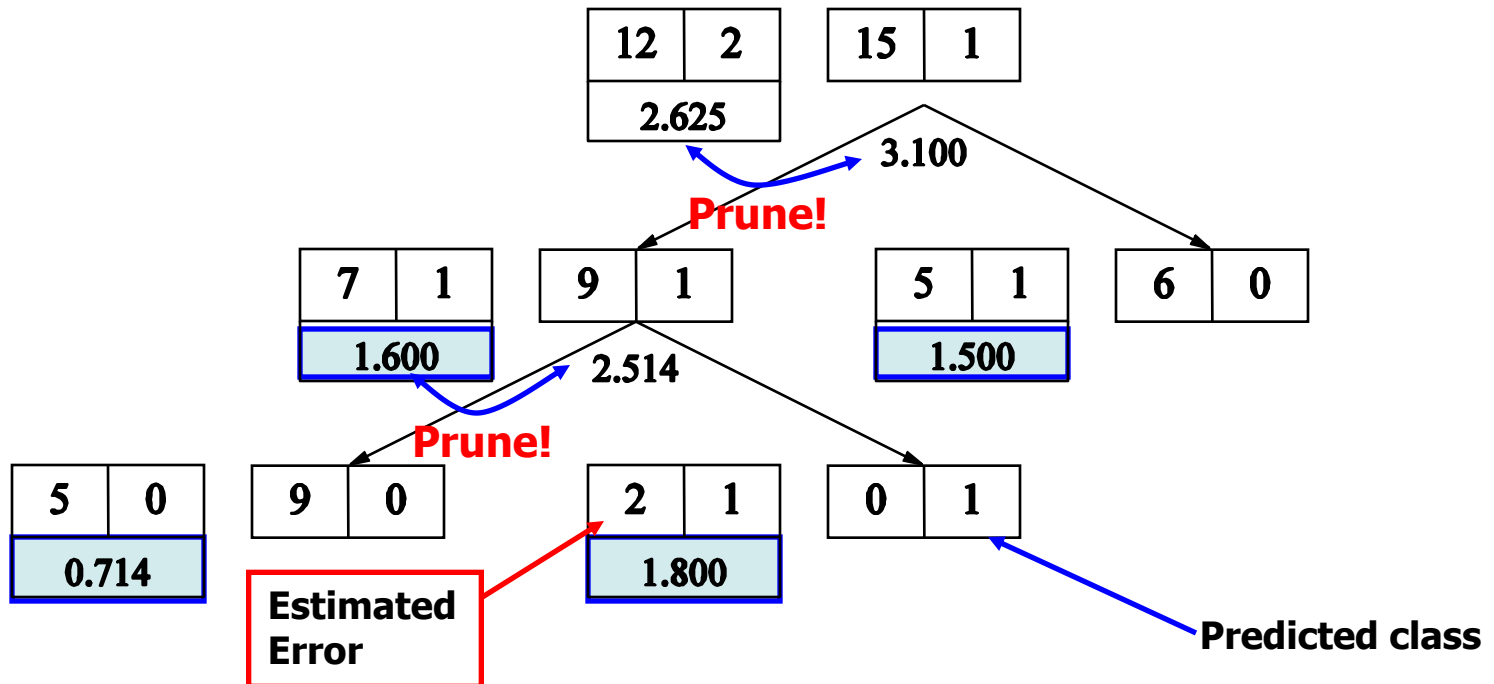 12 2 15 1
2.625
3.100
Prune!
7 1 9 1 5 1 6 0
1.600 2.514 1.500
Prune!
5 0 9 0 2 1 0 1
0.714 1.800
Estimated
Error
Predicted class